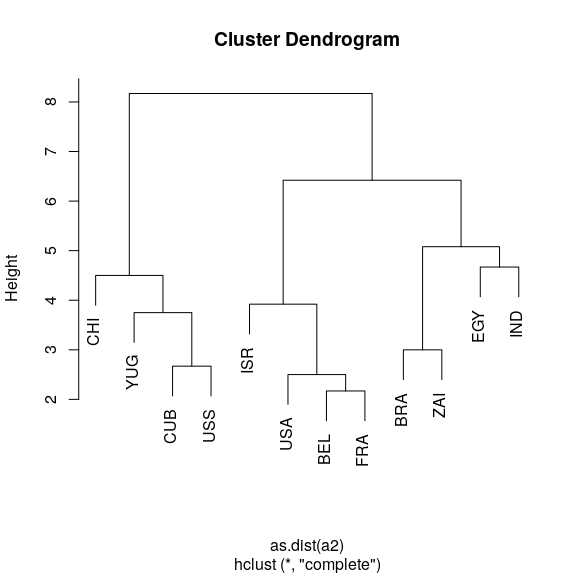 Cluster Dendrogram
Height
8
7
6
5
4
3
2
CHI
YUG
CUB
USS
ISR
USA
BEL
FRA
BRA
ZAI
EGY
IND
as.dist(a2)
hclust (*, "complete")